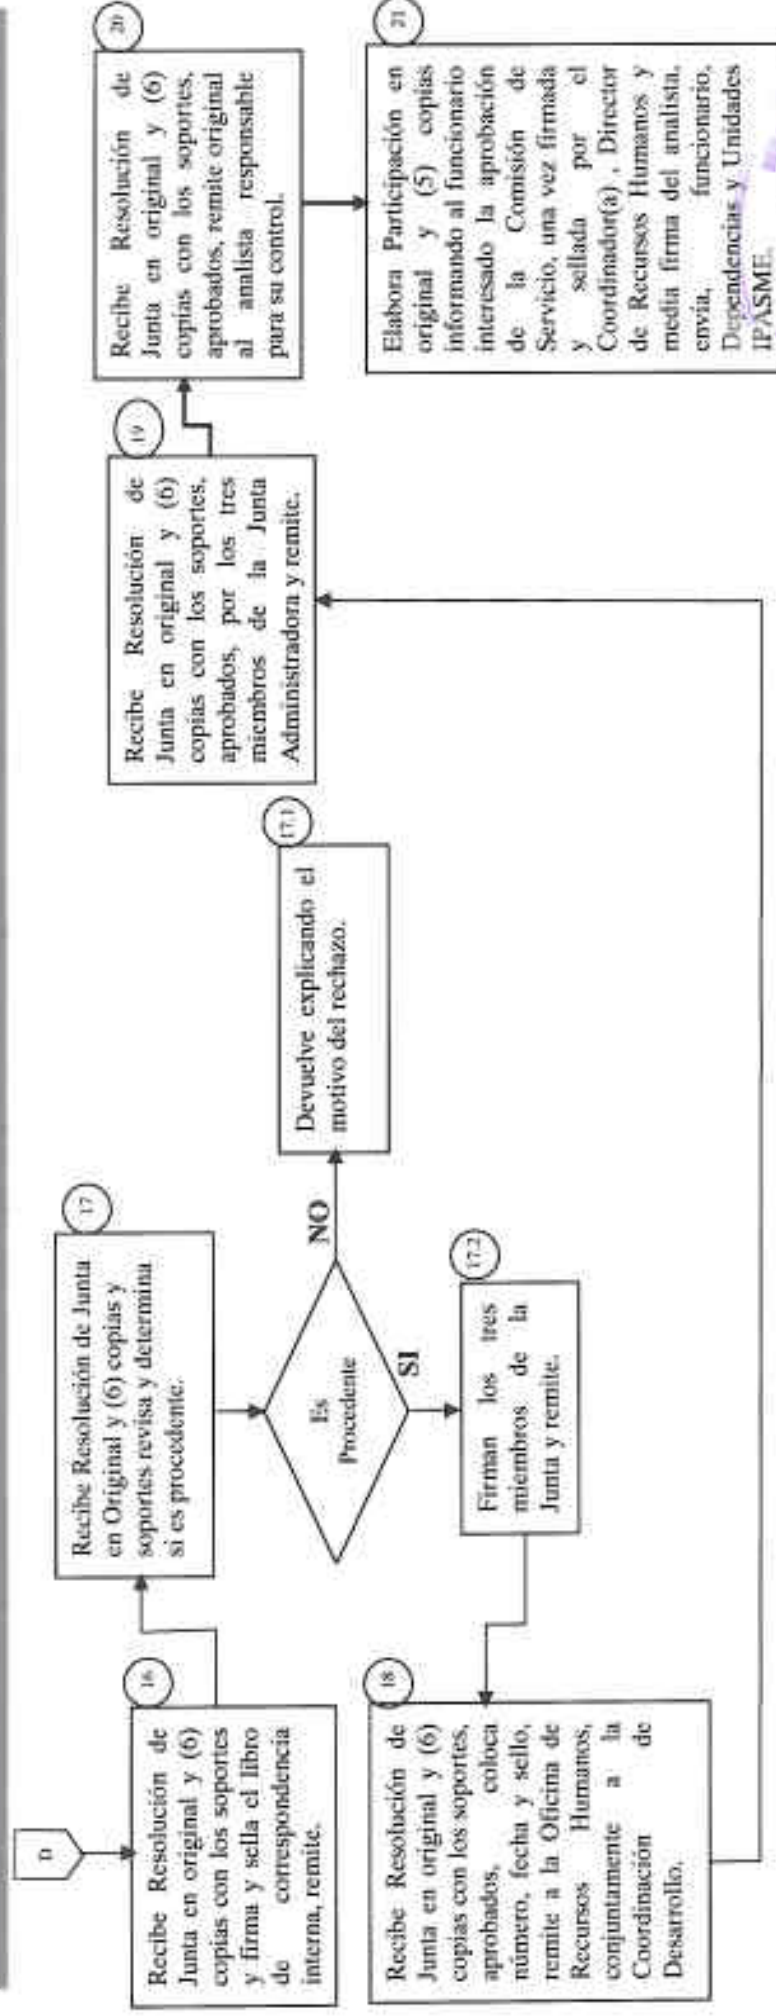 D
16
Recibe Resolución de
Junta en original y (6)
copias con los soportes
y firma y sella el libro
de correspondencia
interna, remite.
17
Recibe Resolución de Junta
en Original y (6) copias y
soportes revisa y determina
si es procedente.
Es
Procedente
NO
17.1
Devuelve explicando el
motivo del rechazo.
SI
17.2
Firman los tres
miembros de la
Junta y remite.
18
Recibe Resolución de
Junta en original y (6)
copias con los soportes,
aprobados, coloca
número, fecha y sello,
remite a la Oficina de
Recursos Humanos,
conjuntamente a la
Coordinación de
Desarrollo.
19
Recibe Resolución de
Junta en original y (6)
copias con los soportes,
aprobados, por los tres
miembros de la Junta
Administradora y remite.
20
Recibe Resolución de
Junta en original y (6)
copias con los soportes,
aprobados, remite original
al analista responsable
para su control.
21
Elabora Participación en
original y (5) copias
informando al funcionario
interesado la aprobación
de la Comisión de
Servicio, una vez firmada
y sellada por el
Coordinador(a) , Director
de Recursos Humanos y
media firma del analista,
envia, funcionario,
Dependencias y Unidades
IPASME.